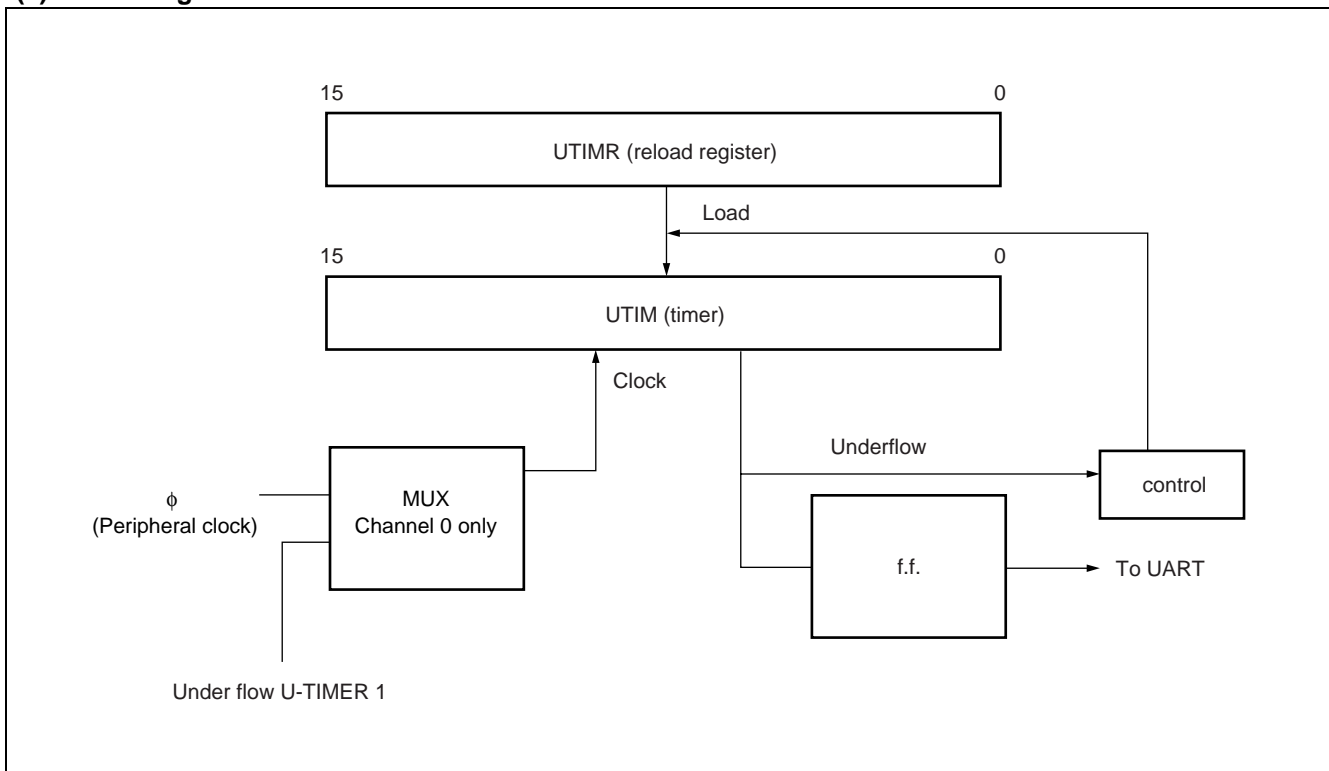 15 0
UTIMR (reload register)
Load
15 0
UTIM (timer)
Clock
Underflow
control
MUX
Channel 0 only
φ
(Peripheral clock)
f.f.
To UART
Under flow U-TIMER 1